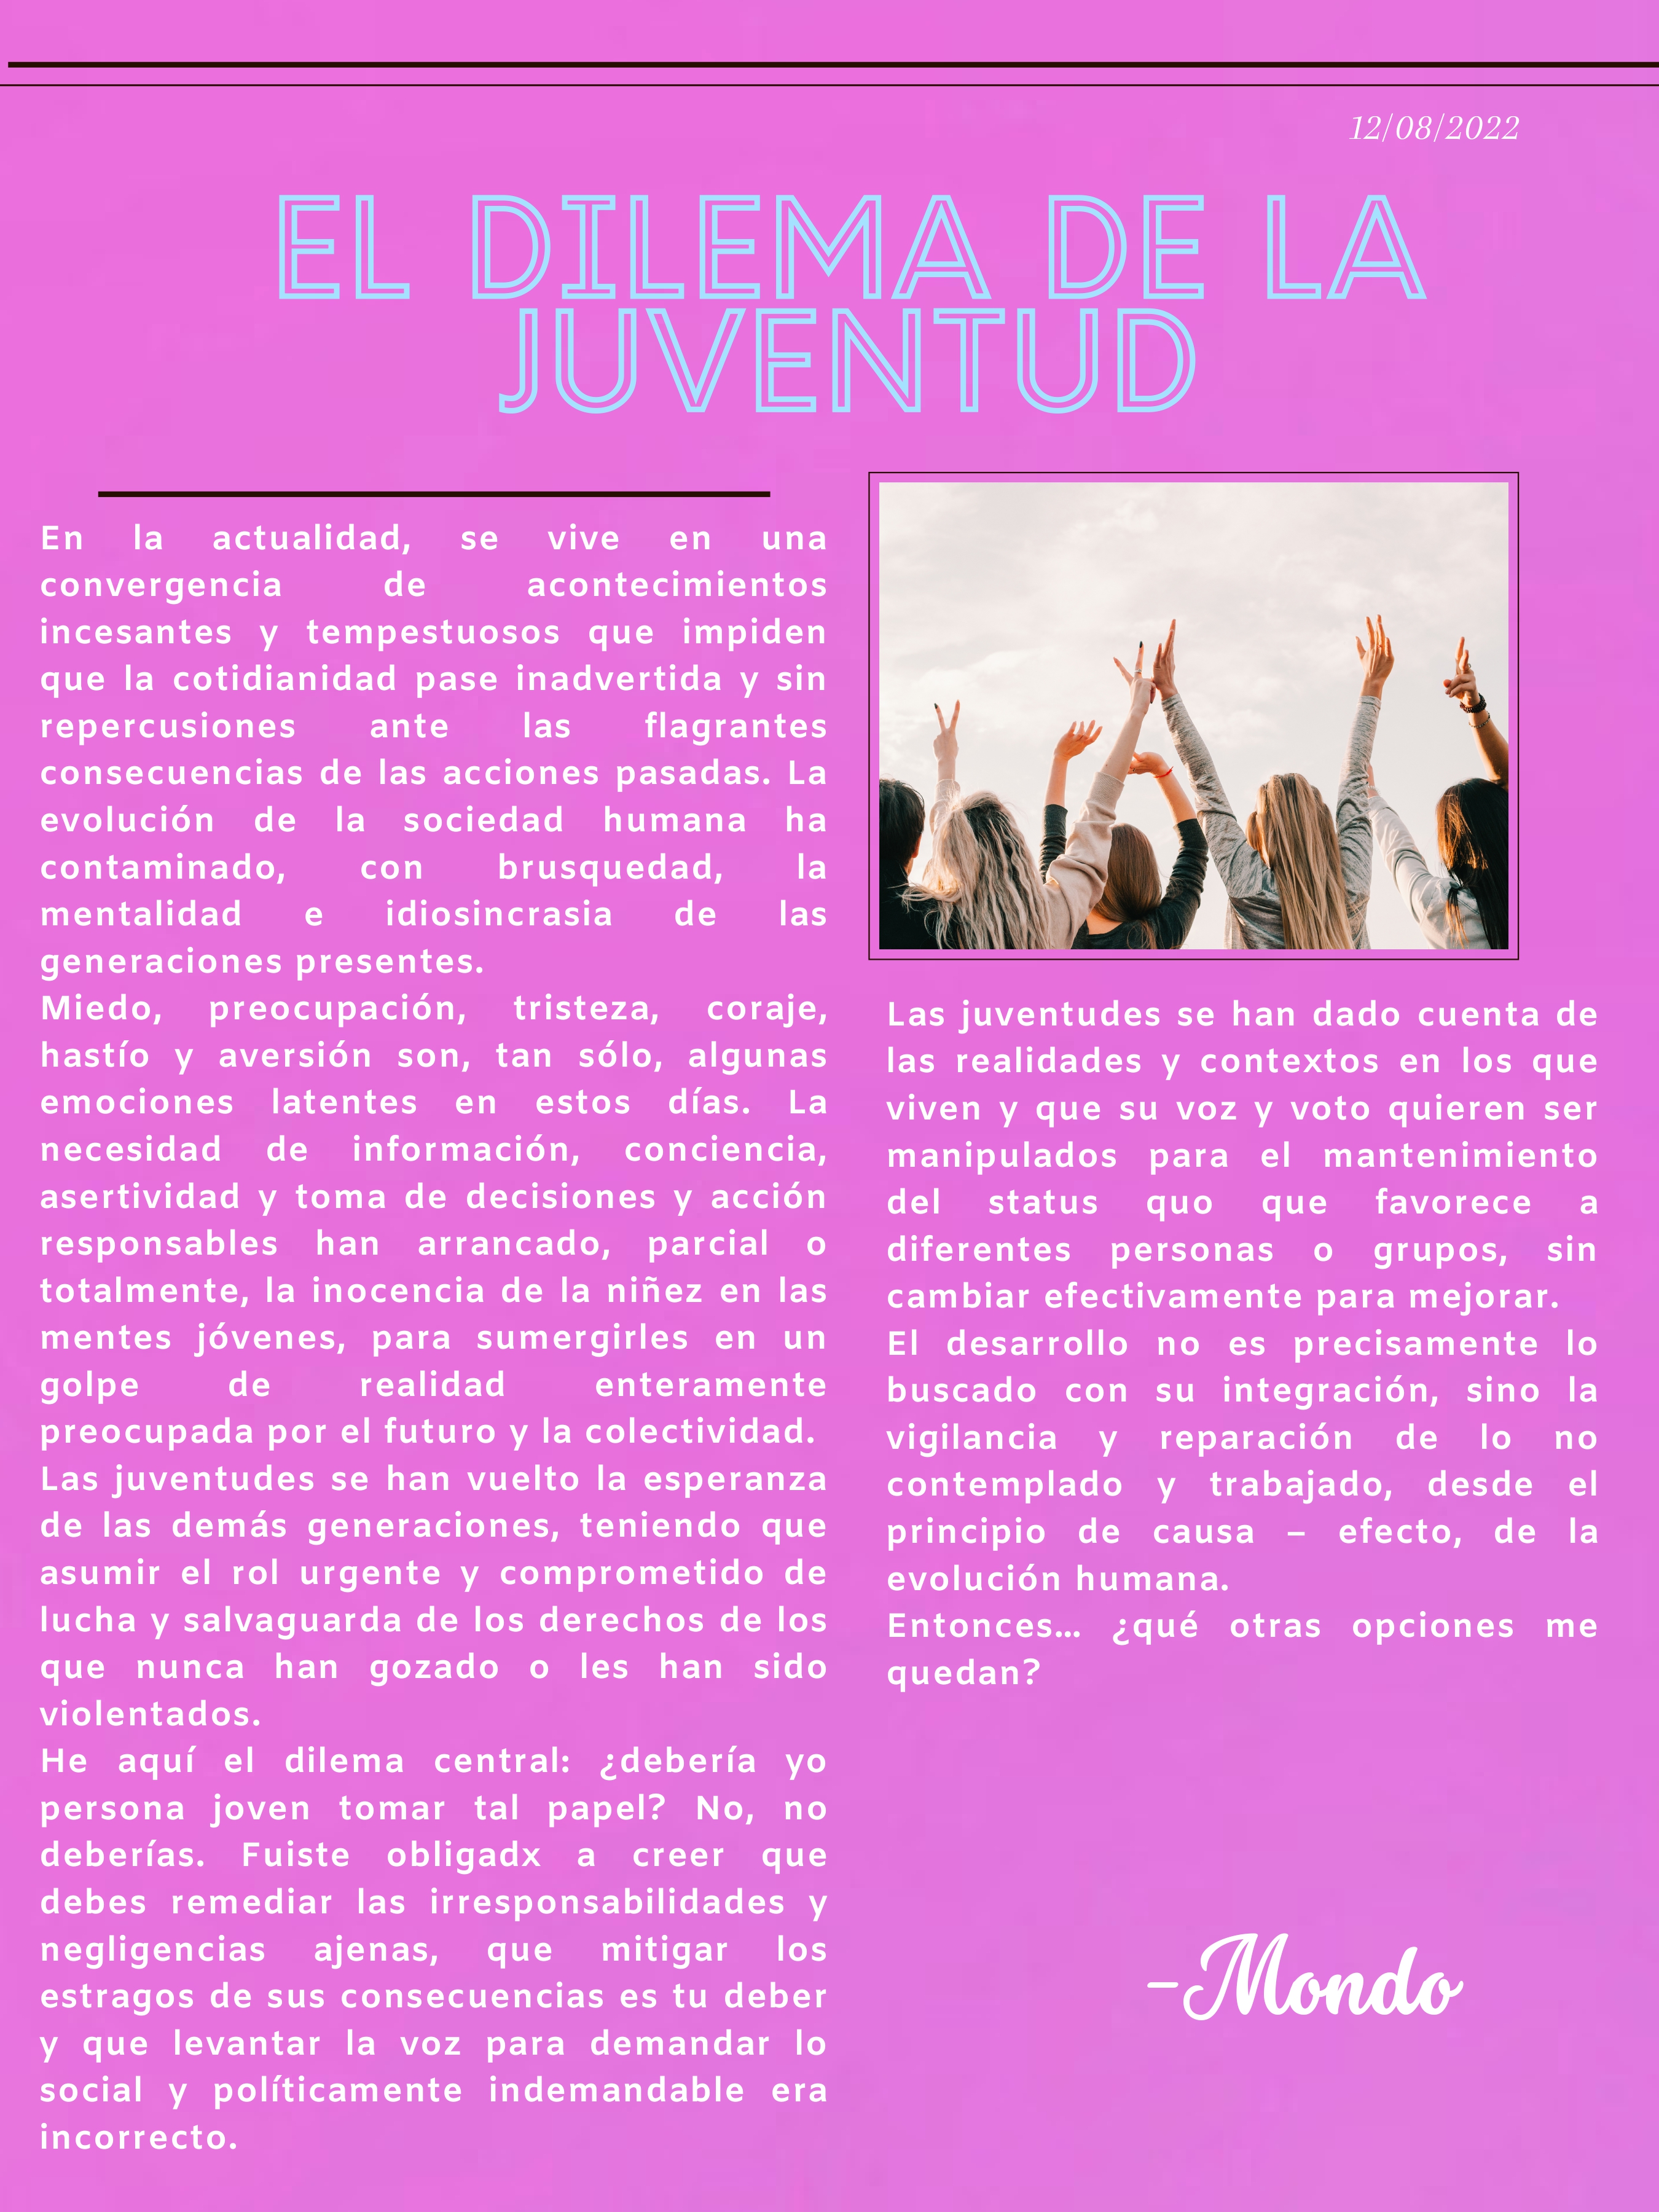 12/08/2022
EL DILEMA DE LA
JUVENTUD
En la actualidad, se vive en una
convergencia de acontecimientos
incesantes y tempestuosos que impiden
que la cotidianidad pase inadvertida y sin
repercusiones ante las flagrantes
consecuencias de las acciones pasadas. La
evolución de la sociedad humana ha
contaminado, con brusquedad, la
mentalidad e idiosincrasia de las
generaciones presentes.
Miedo, preocupación, tristeza, coraje,
hastío y aversión son, tan sólo, algunas
emociones latentes en estos días. La
necesidad de información, conciencia,
asertividad y toma de decisiones y acción
responsables han arrancado, parcial o
totalmente, la inocencia de la niñez en las
mentes jóvenes, para sumergirles en un
golpe de realidad enteramente
preocupada por el futuro y la colectividad.
Las juventudes se han vuelto la esperanza
de las demás generaciones, teniendo que
asumir el rol urgente y comprometido de
lucha y salvaguarda de los derechos de los
que nunca han gozado o les han sido
violentados.
He aquí el dilema central: ¿debería yo
persona joven tomar tal papel? No, no
deberías. Fuiste obligadx a creer que
debes remediar las irresponsabilidades y
negligencias ajenas, que mitigar los
estragos de sus consecuencias es tu deber
y que levantar la voz para demandar lo
social y políticamente indemandable era
incorrecto.
Las juventudes se han dado cuenta de
las realidades y contextos en los que
viven y que su voz y voto quieren ser
manipulados para el mantenimiento
del status quo que favorece a
diferentes personas o grupos, sin
cambiar efectivamente para mejorar.
El desarrollo no es precisamente lo
buscado con su integración, sino la
vigilancia y reparación de lo no
contemplado y trabajado, desde el
principio de causa – efecto, de la
evolución humana.
Entonces... ¿qué otras opciones me
quedan?
-Mondo